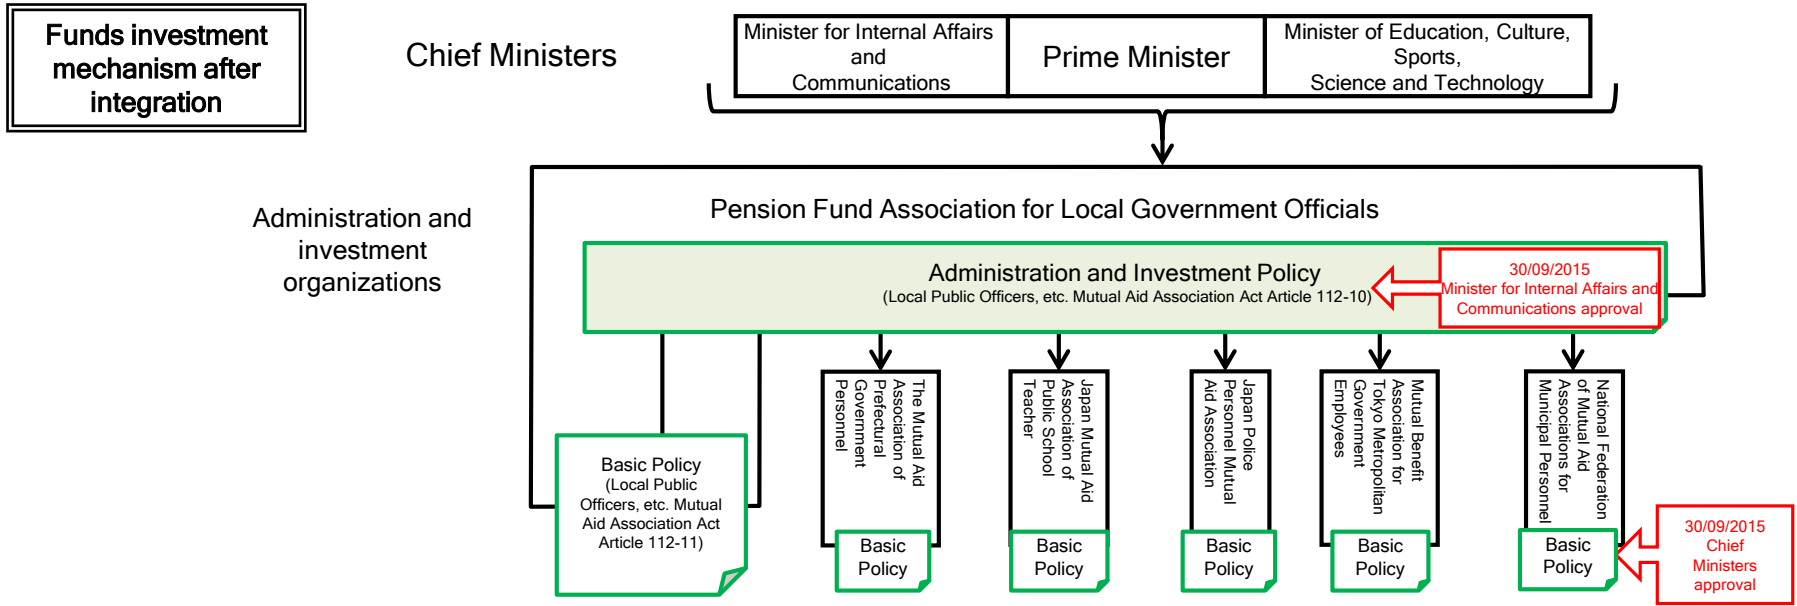 Funds investment
mechanism after
integration
Chief Ministers
Minister for Internal Affairs
and
Communications
Prime Minister
Minister of Education, Culture,
Sports,
Science and Technology
Administration and
investment
organizations
Pension Fund Association for Local Government Officials
Administration and Investment Policy
(Local Public Officers, etc. Mutual Aid Association Act Article 112-10)
30/09/2015
Minister for Internal Affairs and
Communications approval
Basic Policy
(Local Public
Officers, etc. Mutual
Aid Association Act
Article 112-11)
The Mutual Aid
Association of
Prefectural
Government
Personnel
Basic
Policy
Japan Mutual Aid
Association of
Public School
Teacher
Basic
Policy
Japan Police
Personnel Mutual
Aid Association
Basic
Policy
Mutual Benefit
Association for
Tokyo Metropolitan
Government
Employees
Basic
Policy
National Federation
of Mutual Aid
Associations for
Municipal Personnel
Basic
Policy
30/09/2015
Chief
Ministers
approval